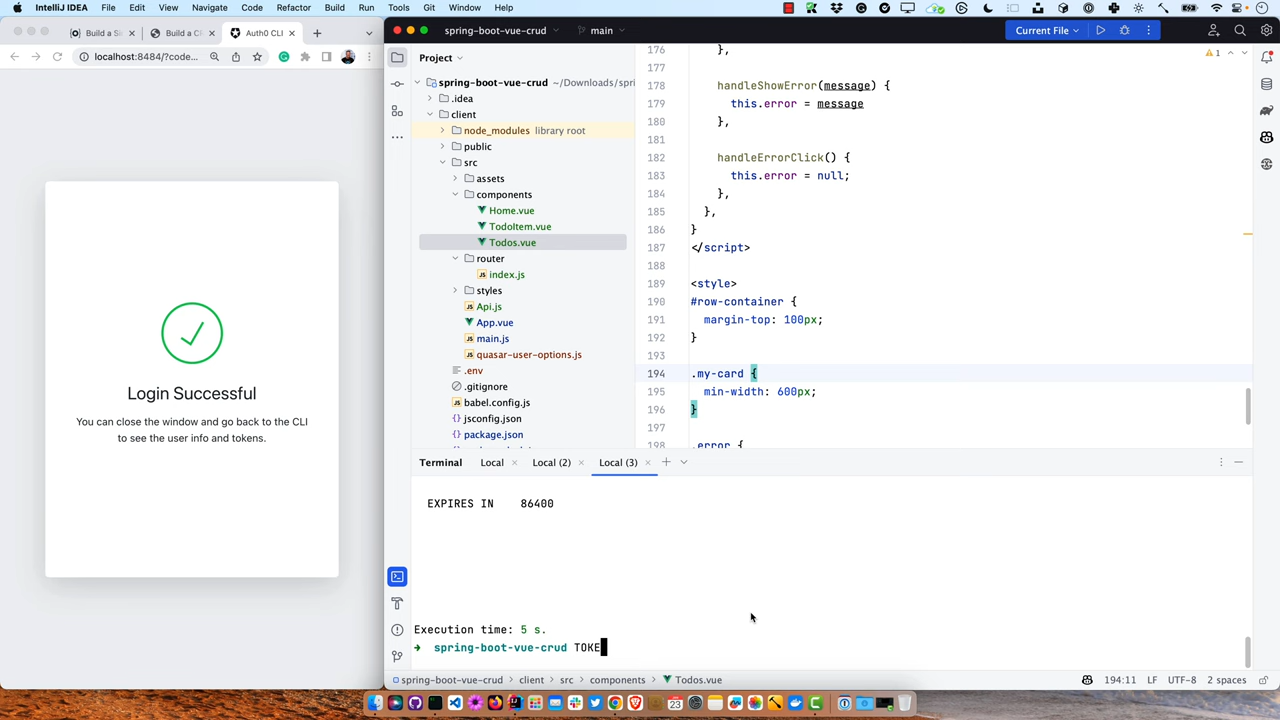 IntelliJ IDEA File Edit View Navigate Code Refactor Build Run Tools Git Window Help
Build a Si
Build a C
Auth0 CLI
localhost:8484/?code...
Login Successful
You can close the window and go back to the CLI
to see the user info and tokens.
spring-boot-vue-crud
main
Current File
Project
spring-boot-vue-crud ~/Downloads/spri
.idea
client
node_modules library root
public
src
assets
components
Home.vue
TodoItem.vue
Todos.vue
router
index.js
styles
Api.js
App.vue
main.js
quasar-user-options.js
.env
.gitignore
babel.config.js
jsconfig.json
package.json
1
176 },
177
178 handleShowError(message) {
179 this.error = message
180 },
181
182 handleErrorClick() {
183 this.error = null;
184 },
185 },
186 }
187 </script>
188
189 <style>
190 #row-container {
191 margin-top: 100px;
192 }
193
194 .my-card {
195 min-width: 600px;
196 }
197
198 .error {
Terminal Local Local (2) Local (3)
EXPIRES IN 86400
Execution time: 5 s.
➜ spring-boot-vue-crud TOKE
spring-boot-vue-crud > client > src > components > Todos.vue
194:11 LF UTF-8 2 spaces